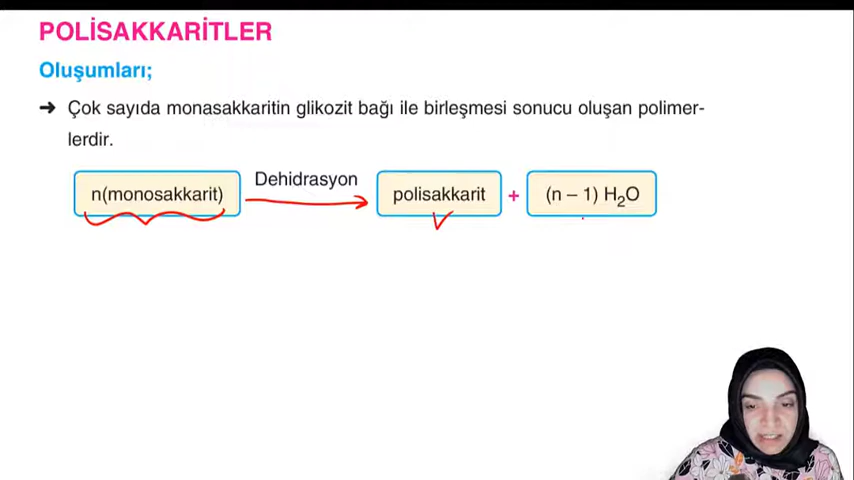 POLİSAKKARİTLER
Oluşumları;
➔ Çok sayıda monasakkaritin glikozit bağı ile birleşmesi sonucu oluşan polimer-
lerdir.
n(monosakkarit) Dehidrasyon polisakkarit + (n – 1) H₂O